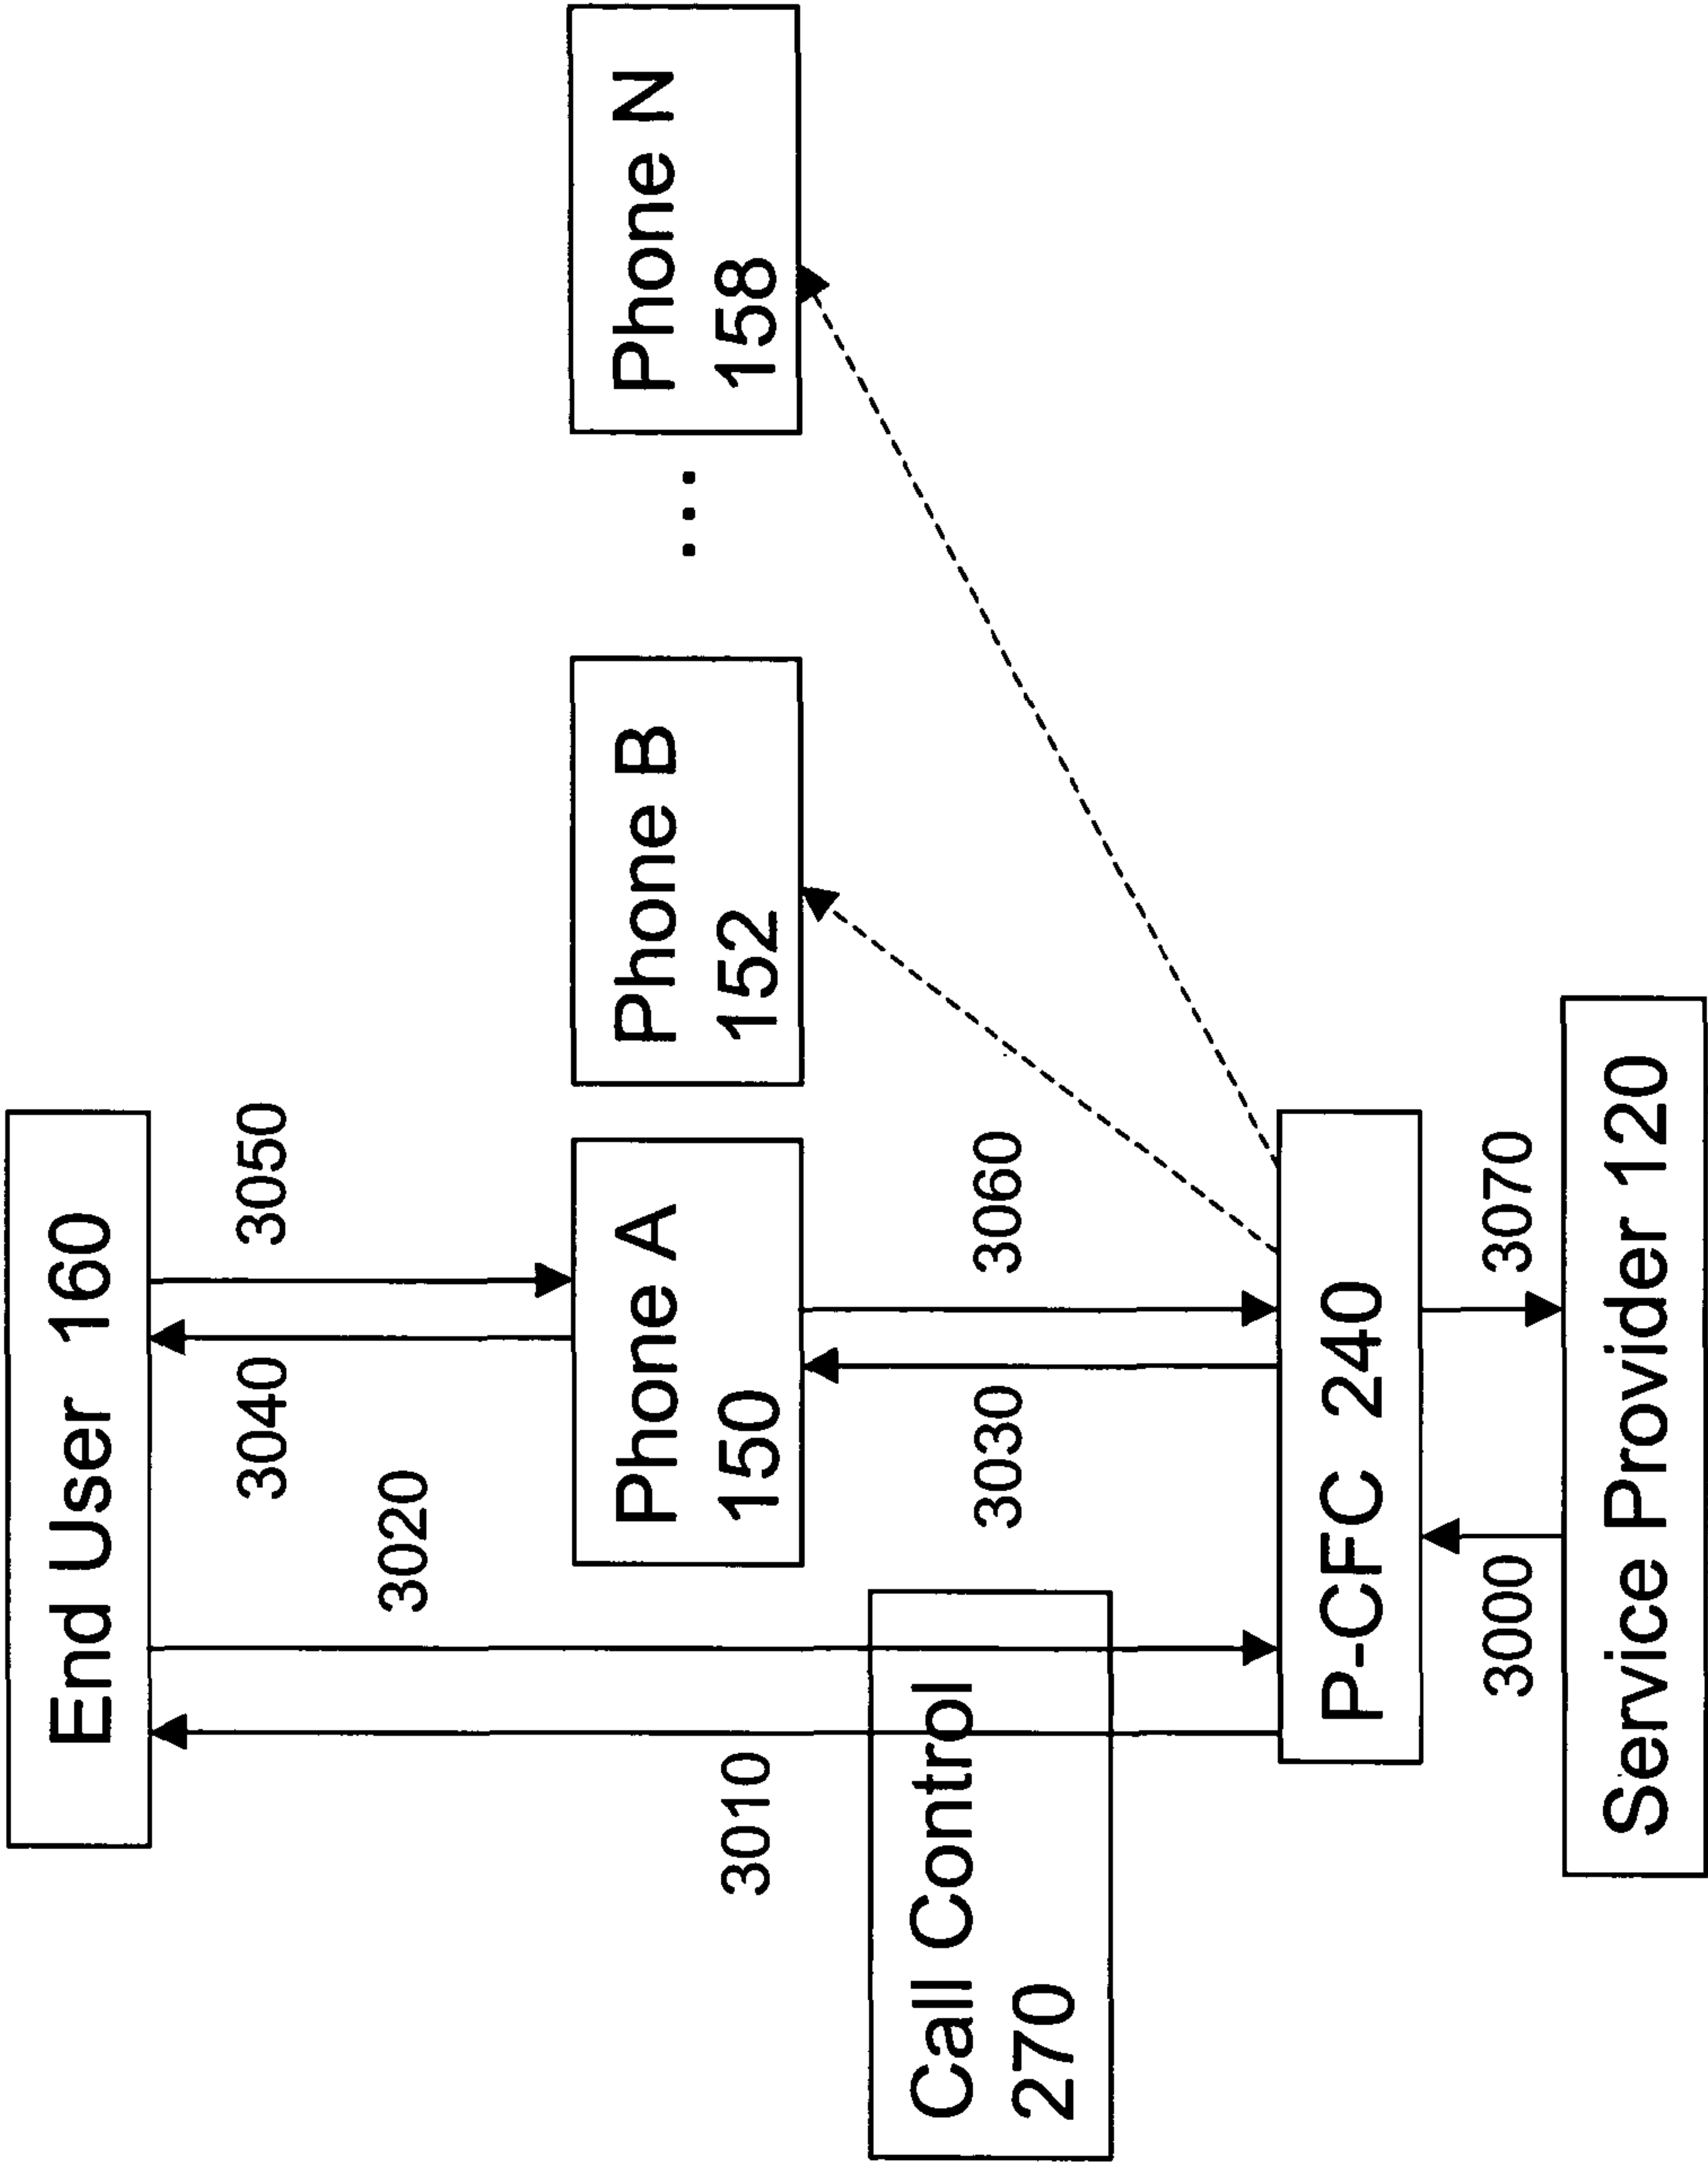 End User 160
3010
3020
3040
3050
Phone A
150
Phone B
152
...
Phone N
158
Call Control
270
3030
3060
P-CFC 240
3000
3070
Service Provider 120